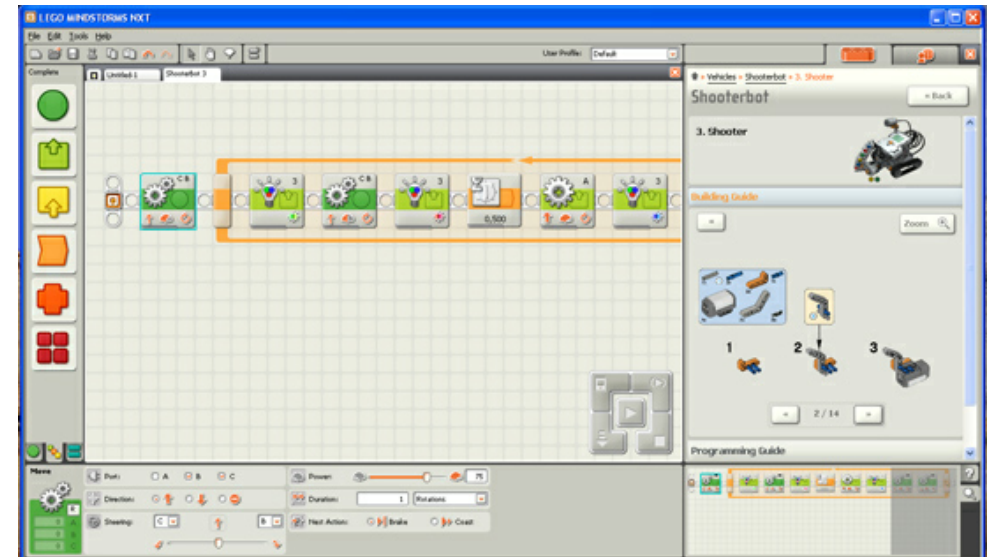 LEGO MINDSTORMS NXT
File Edit Tools Help
User Profile: Default
Complete
Untitled-1
Shooterbot 3
Vehicles › Shooterbot › 3. Shooter
Shooterbot
Back
3. Shooter
C B
3
C B
3
0,500
A
3
Building Guide
Zoom
1
2
3
2/14
Programming Guide
Move
Port: A B C
Power: 75
Direction:
Duration: 1 Rotations
Steering: C B
Next Action: Brake Coast
A
B
C
?